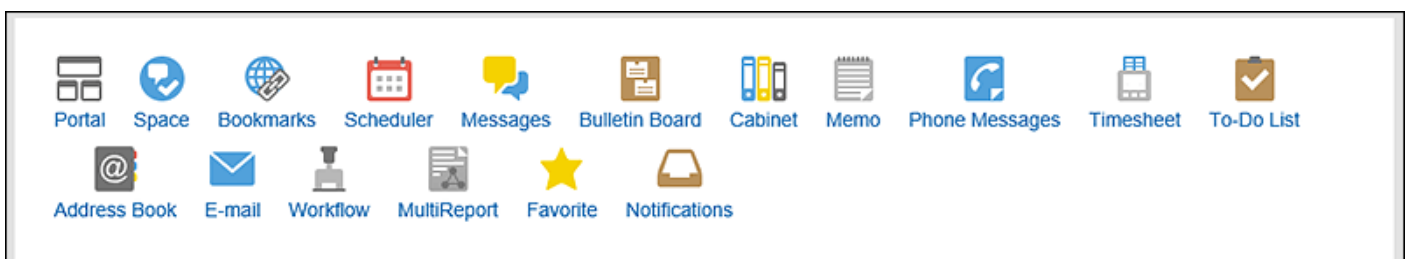 Portal Space Bookmarks Scheduler Messages Bulletin Board Cabinet Memo Phone Messages Timesheet To-Do List
Address Book E-mail Workflow MultiReport Favorite Notifications